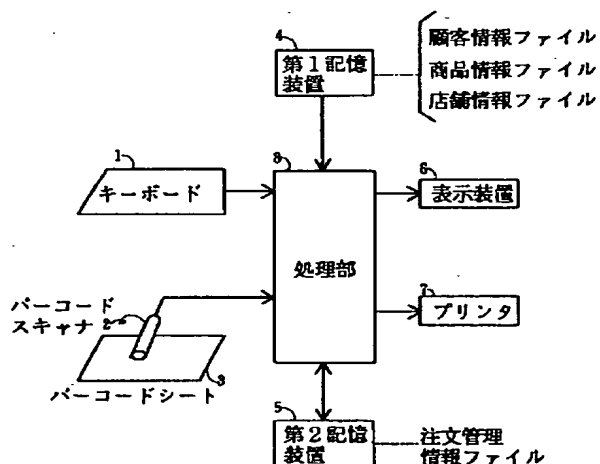 4
第1記憶
装置
顧客情報ファイル
商品情報ファイル
店舗情報ファイル
1
キーボード
8
処理部
6
表示装置
バーコード
スキャナ 2
3
バーコードシート
7
プリンタ
5
第2記憶
装置
注文管理
情報ファイル